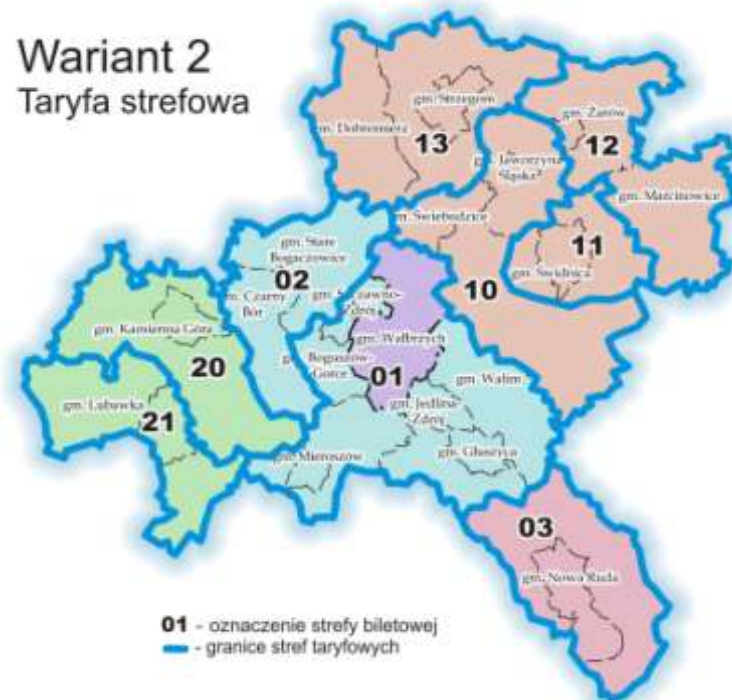 Wariant 2
Taryfa strefowa
gm. Strzegom
m. Dobromierz
13
gm. Żarów
12
gm. Jaworzyna
Śląska
gm. Marcinowice
m. Świebodzice
11
gm. Świdnica
10
gm. Stare
Bogaczowice
02
m. Czarny
Bór
gm. Szczawno-
Zdrój
gm. Kamienna Góra
20
gm. Wałbrzych
Boguszów-
Gorce
01
gm. Walim
gm. Lubawka
21
gm. Jedlina-
Zdrój
gm. Mieroszów
gm. Głuszyca
03
gm. Nowa Ruda
01 - oznaczenie strefy biletowej
- granice stref taryfowych